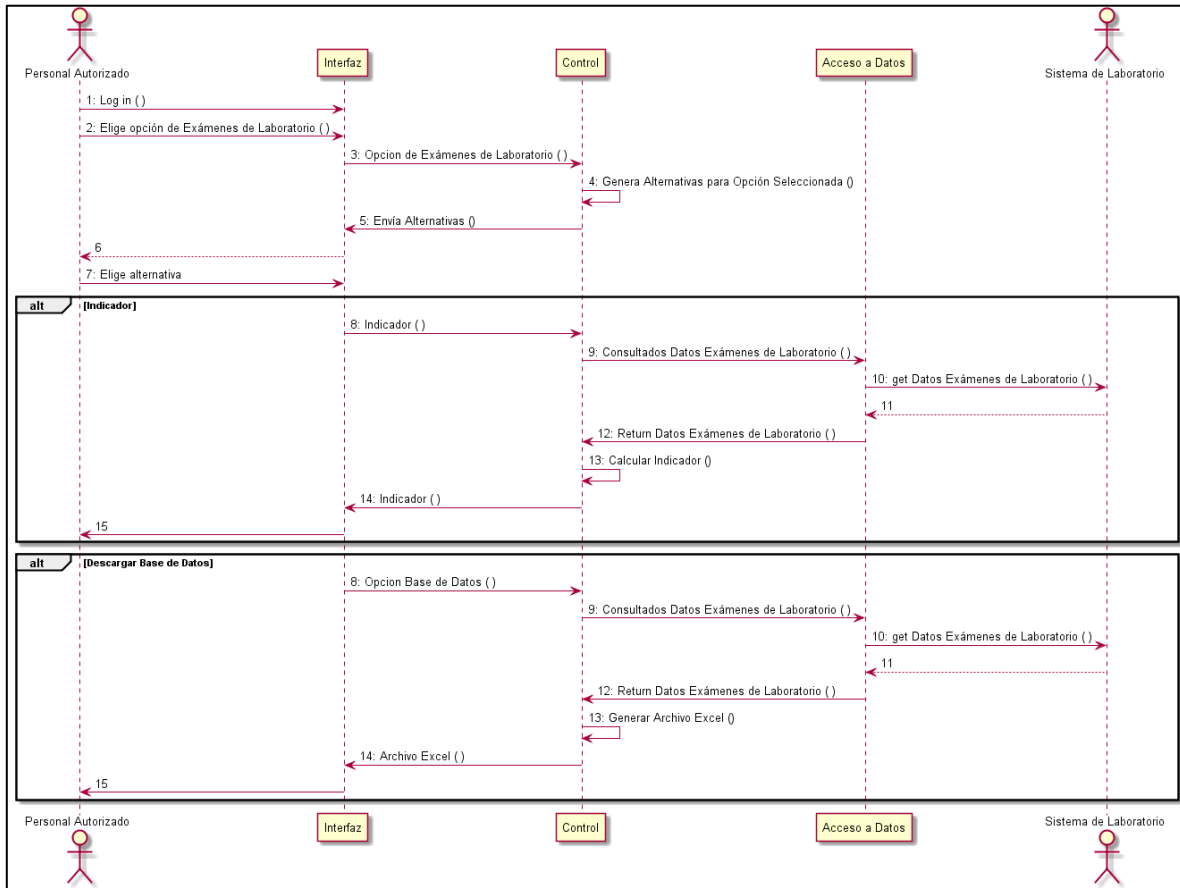 Personal Autorizado
Interfaz
Control
Acceso a Datos
Sistema de Laboratorio
1: Log in ( )
2: Elige opción de Exámenes de Laboratorio ( )
3: Opcion de Exámenes de Laboratorio ( )
4: Genera Alternativas para Opción Seleccionada ()
5: Envía Alternativas ()
6
7: Elige alternativa
alt [Indicador]
8: Indicador ( )
9: Consultados Datos Exámenes de Laboratorio ( )
10: get Datos Exámenes de Laboratorio ( )
11
12: Return Datos Exámenes de Laboratorio ( )
13: Calcular Indicador ()
14: Indicador ( )
15
alt [Descargar Base de Datos]
8: Opcion Base de Datos ( )
9: Consultados Datos Exámenes de Laboratorio ( )
10: get Datos Exámenes de Laboratorio ( )
11
12: Return Datos Exámenes de Laboratorio ( )
13: Generar Archivo Excel ()
14: Archivo Excel ( )
15
Personal Autorizado
Interfaz
Control
Acceso a Datos
Sistema de Laboratorio